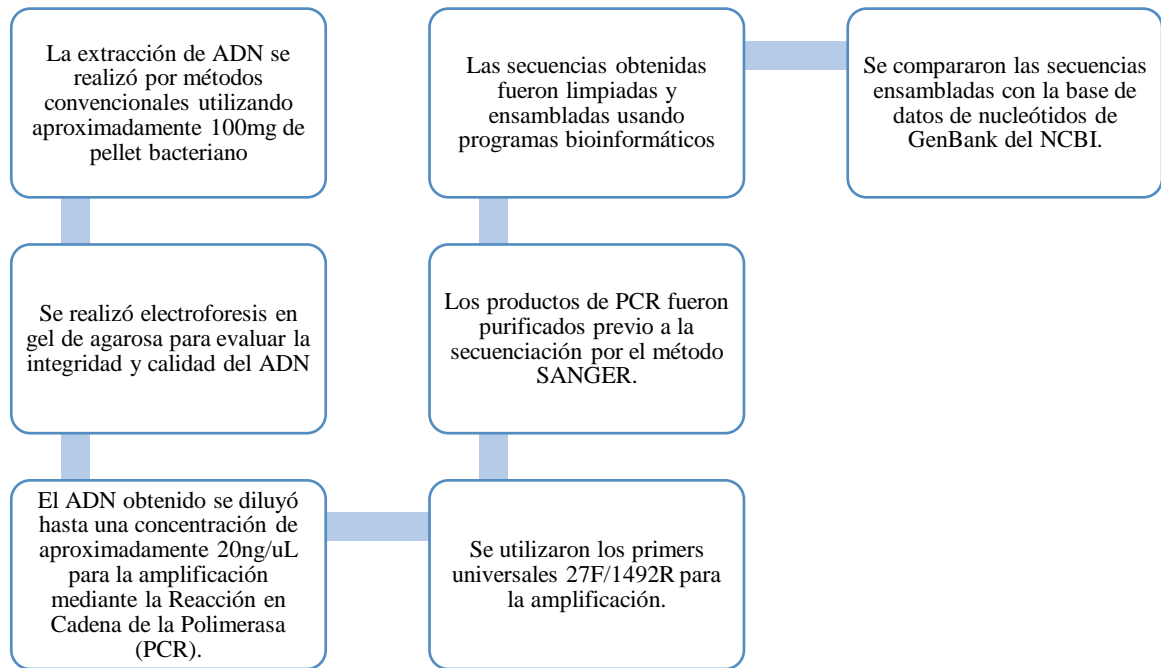 La extracción de ADN se
realizó por métodos
convencionales utilizando
aproximadamente 100mg de
pellet bacteriano
Se realizó electroforesis en
gel de agarosa para evaluar la
integridad y calidad del ADN
El ADN obtenido se diluyó
hasta una concentración de
aproximadamente 20ng/uL
para la amplificación
mediante la Reacción en
Cadena de la Polimerasa
(PCR).
Se utilizaron los primers
universales 27F/1492R para
la amplificación.
Los productos de PCR fueron
purificados previo a la
secuenciación por el método
SANGER.
Las secuencias obtenidas
fueron limpiadas y
ensambladas usando
programas bioinformáticos
Se compararon las secuencias
ensambladas con la base de
datos de nucleótidos de
GenBank del NCBI.